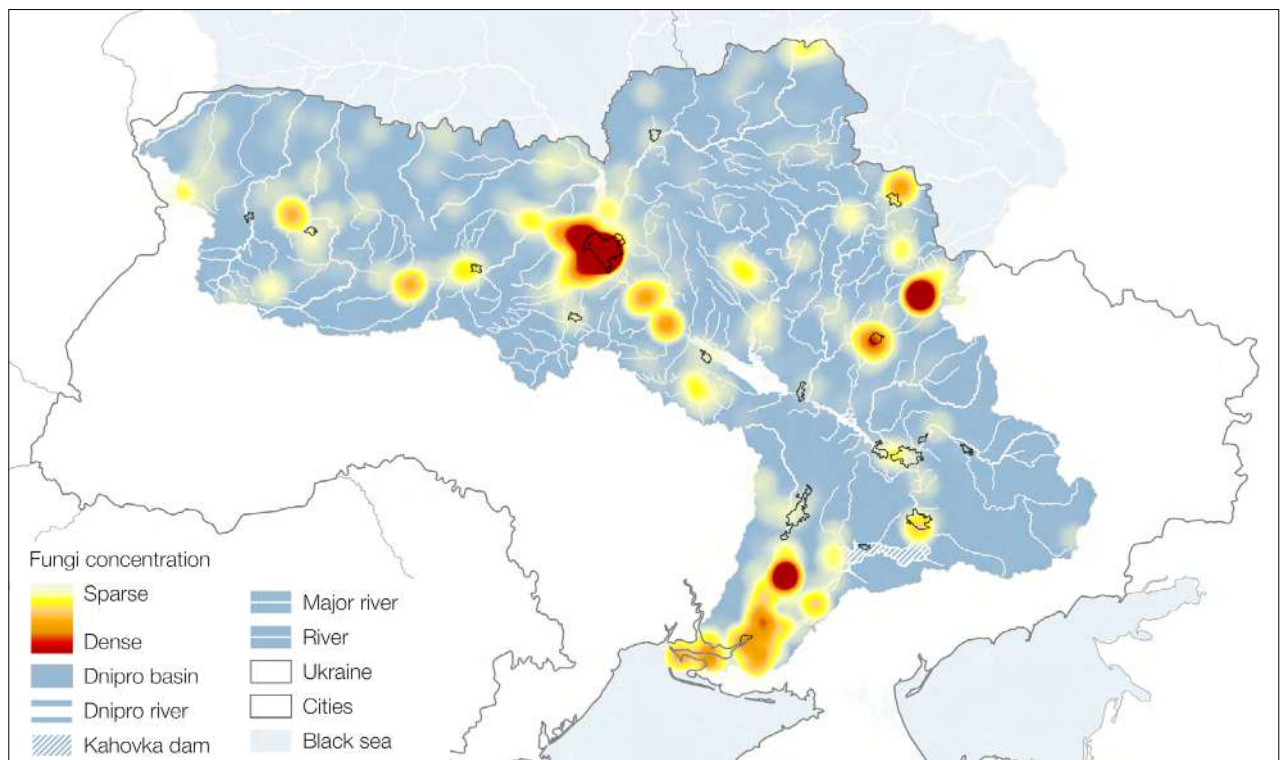 Fungi concentration
Sparse
Dense
Dnipro basin
Dnipro river
Kahovka dam
Major river
River
Ukraine
Cities
Black sea